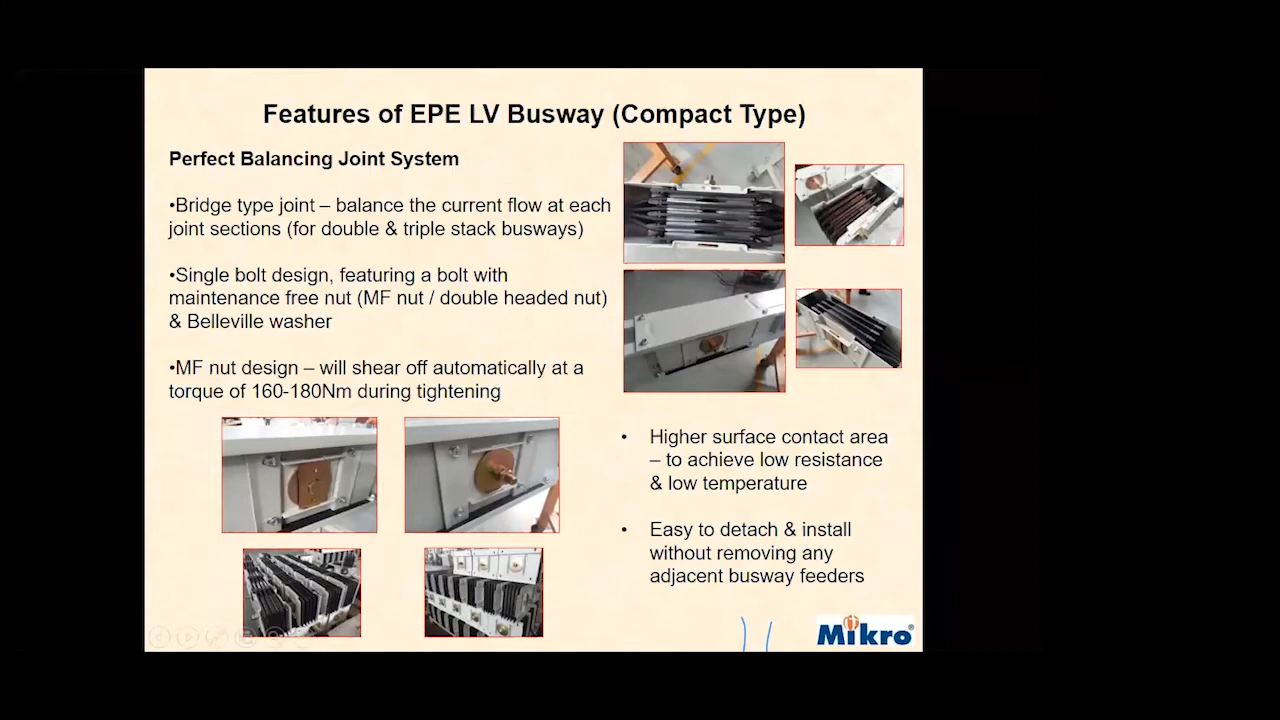 Features of EPE LV Busway (Compact Type)
Perfect Balancing Joint System
•Bridge type joint – balance the current flow at each
joint sections (for double & triple stack busways)
•Single bolt design, featuring a bolt with
maintenance free nut (MF nut / double headed nut)
& Belleville washer
•MF nut design – will shear off automatically at a
torque of 160-180Nm during tightening
• Higher surface contact area
– to achieve low resistance
& low temperature
• Easy to detach & install
without removing any
adjacent busway feeders
Mikro®